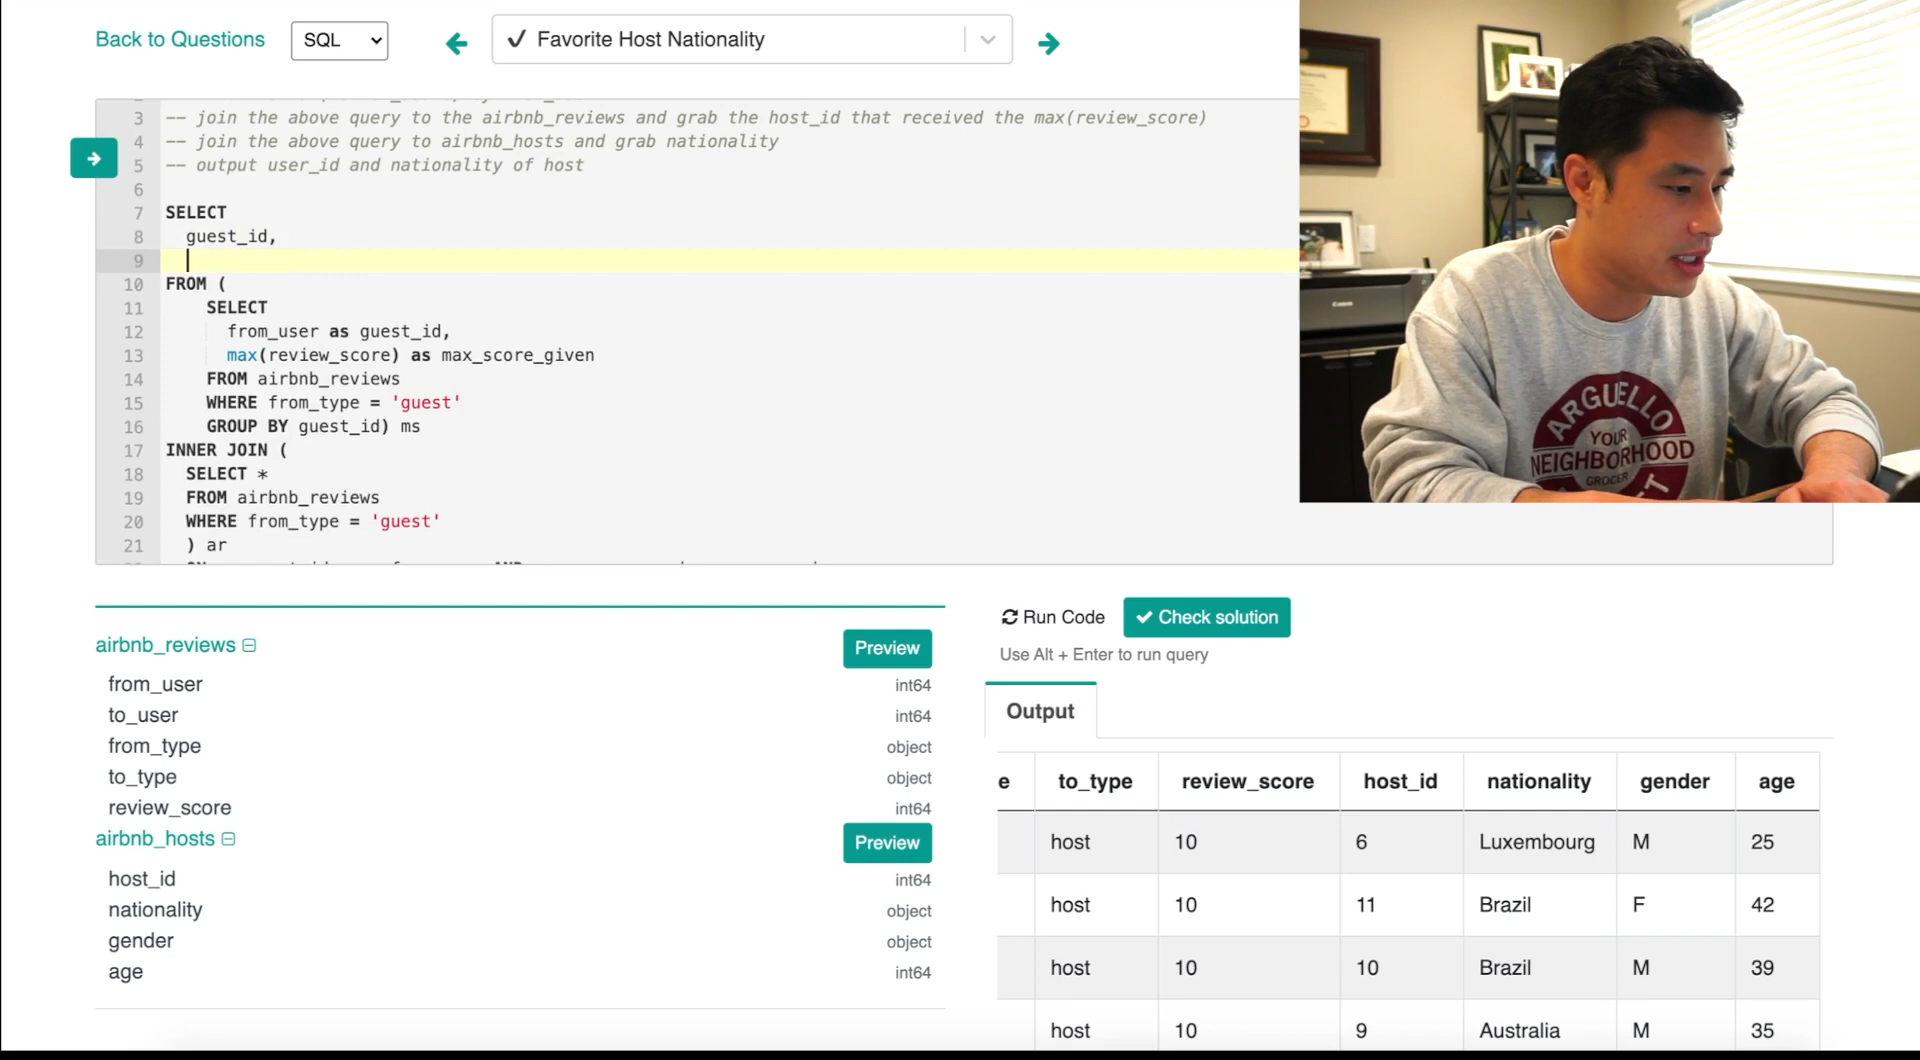 Back to Questions
SQL
✓ Favorite Host Nationality
3 -- join the above query to the airbnb_reviews and grab the host_id that received the max(review_score)
4 -- join the above query to airbnb_hosts and grab nationality
5 -- output user_id and nationality of host
6
7 SELECT
8 guest_id,
9
10 FROM (
11 SELECT
12 from_user as guest_id,
13 max(review_score) as max_score_given
14 FROM airbnb_reviews
15 WHERE from_type = 'guest'
16 GROUP BY guest_id) ms
17 INNER JOIN (
18 SELECT *
19 FROM airbnb_reviews
20 WHERE from_type = 'guest'
21 ) ar
ARGUELLO
YOUR
NEIGHBORHOOD
GROCER
Canon
airbnb_reviews
Preview
from_user int64
to_user int64
from_type object
to_type object
review_score int64
airbnb_hosts
Preview
host_id int64
nationality object
gender object
age int64
Run Code
✓ Check solution
Use Alt + Enter to run query
Output
e to_type review_score host_id nationality gender age
host 10 6 Luxembourg M 25
host 10 11 Brazil F 42
host 10 10 Brazil M 39
host 10 9 Australia M 35